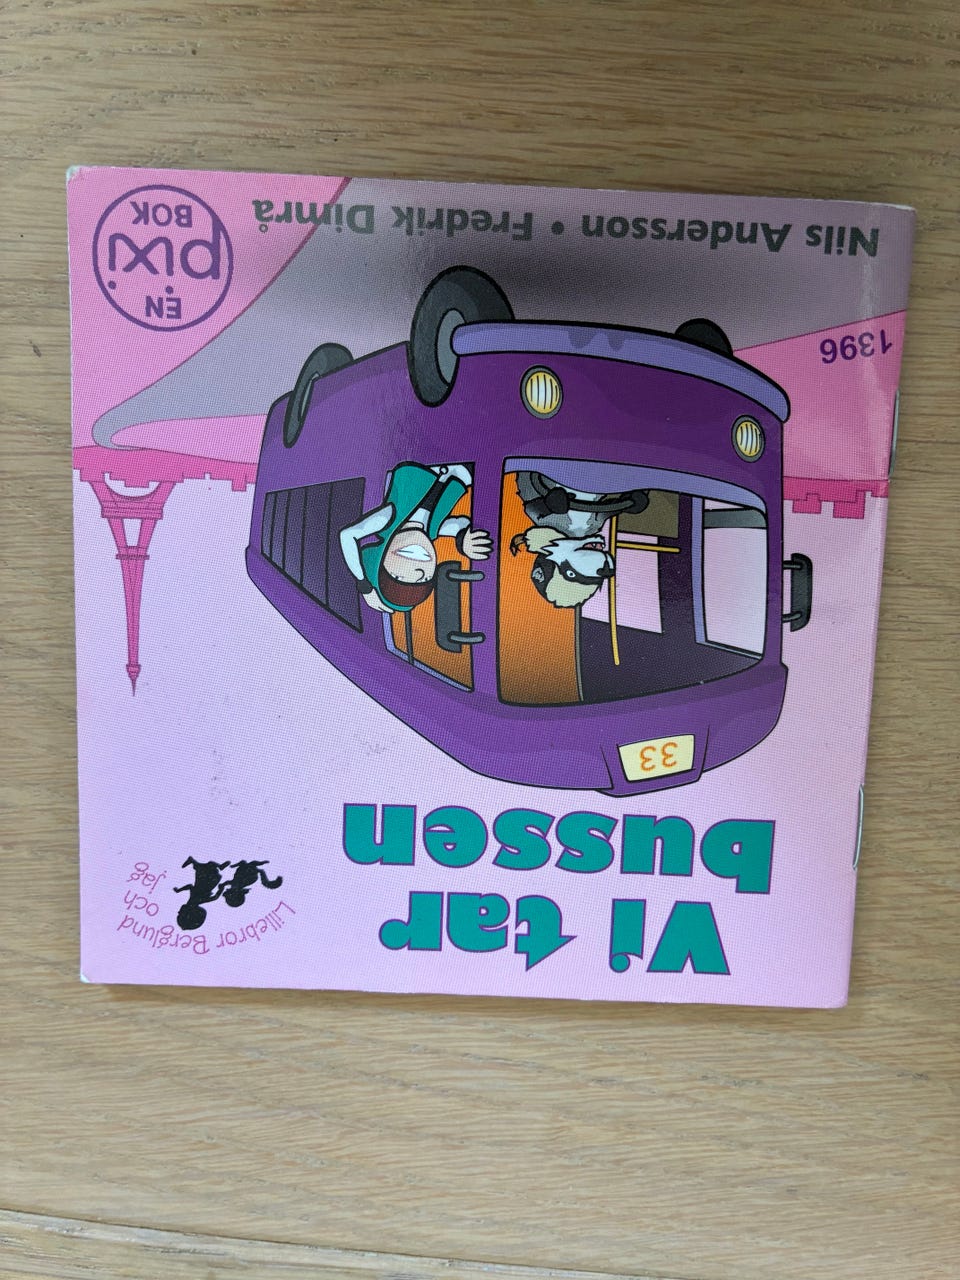 Vi tar
bussen
Lillebror Berglund
och
jag
33
1396
Nils Andersson • Fredrik Dimrå
EN
pixi
BOK